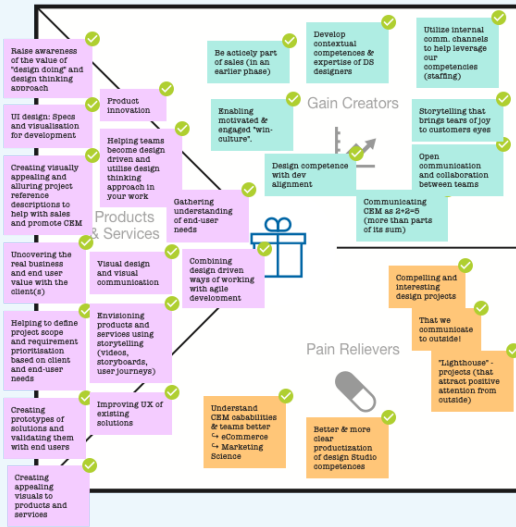 Raise awareness
of the value of
"design doing" and
design thinking
approach
UI design: Specs
and visualisation
for development
Creating visually
appealing and
alluring project
reference
descriptions to
help with sales
and promote CEM
Uncovering the
real business
and end user
value with the
client(s)
Helping to define
project scope
and requirement
prioritisation
based on client
and end-user
needs
Creating
prototypes of
solutions and
validating them
with end users
Creating
appealing
visuals to
products and
services
Product
innovation
Helping teams
become design
driven and
utilise design
thinking
approach in
your work
Gathering
understanding
of end-user
needs
Products
& Services
Visual design
and visual
communication
Combining
design driven
ways of working
with agile
development
Envisioning
products and
services using
storytelling
(videos,
storyboards,
user journeys)
Improving UX of
existing
solutions
Be acticely part
of sales (in an
earlier phase)
Develop
contextual
competences &
expertise of DS
designers
Utilize internal
comm. channels
to help leverage
our
competencies
(staffing)
Enabling
motivated &
engaged "win-
culture".
Gain Creators
Storytelling that
brings tears of joy
to customers eyes
Design competence
with dev
alignment
Open
communication
and collaboration
between teams
Communicating
CEM as 2+2=5
(more than parts
of its sum)
Compelling and
interesting
design projects
That we
communicate
to outside!
"Lighthouse" -
projects (that
attract positive
attention from
outside)
Pain Relievers
Understand
CEM capabilities
& teams better
↳ eCommerce
↳ Marketing
Science
Better & more
clear
productization
of design Studio
competences